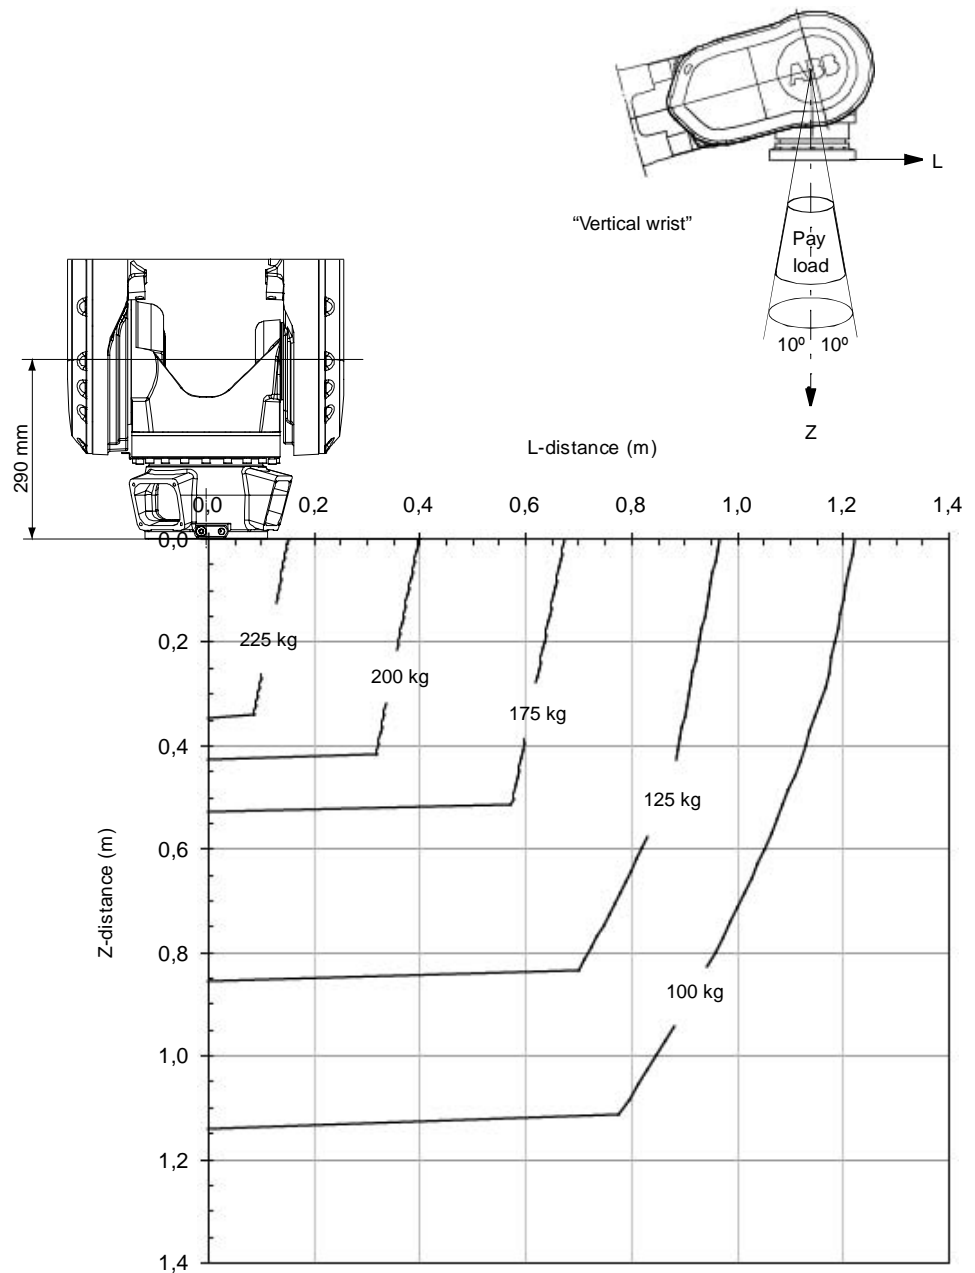 ABB
L
“Vertical wrist”
Pay
load
10º 10º
Z
290 mm
L-distance (m)
0,0 0,2 0,4 0,6 0,8 1,0 1,2 1,4
0,0
225 kg
0,2
200 kg
175 kg
0,4
125 kg
0,6
Z-distance (m)
0,8
100 kg
1,0
1,2
1,4